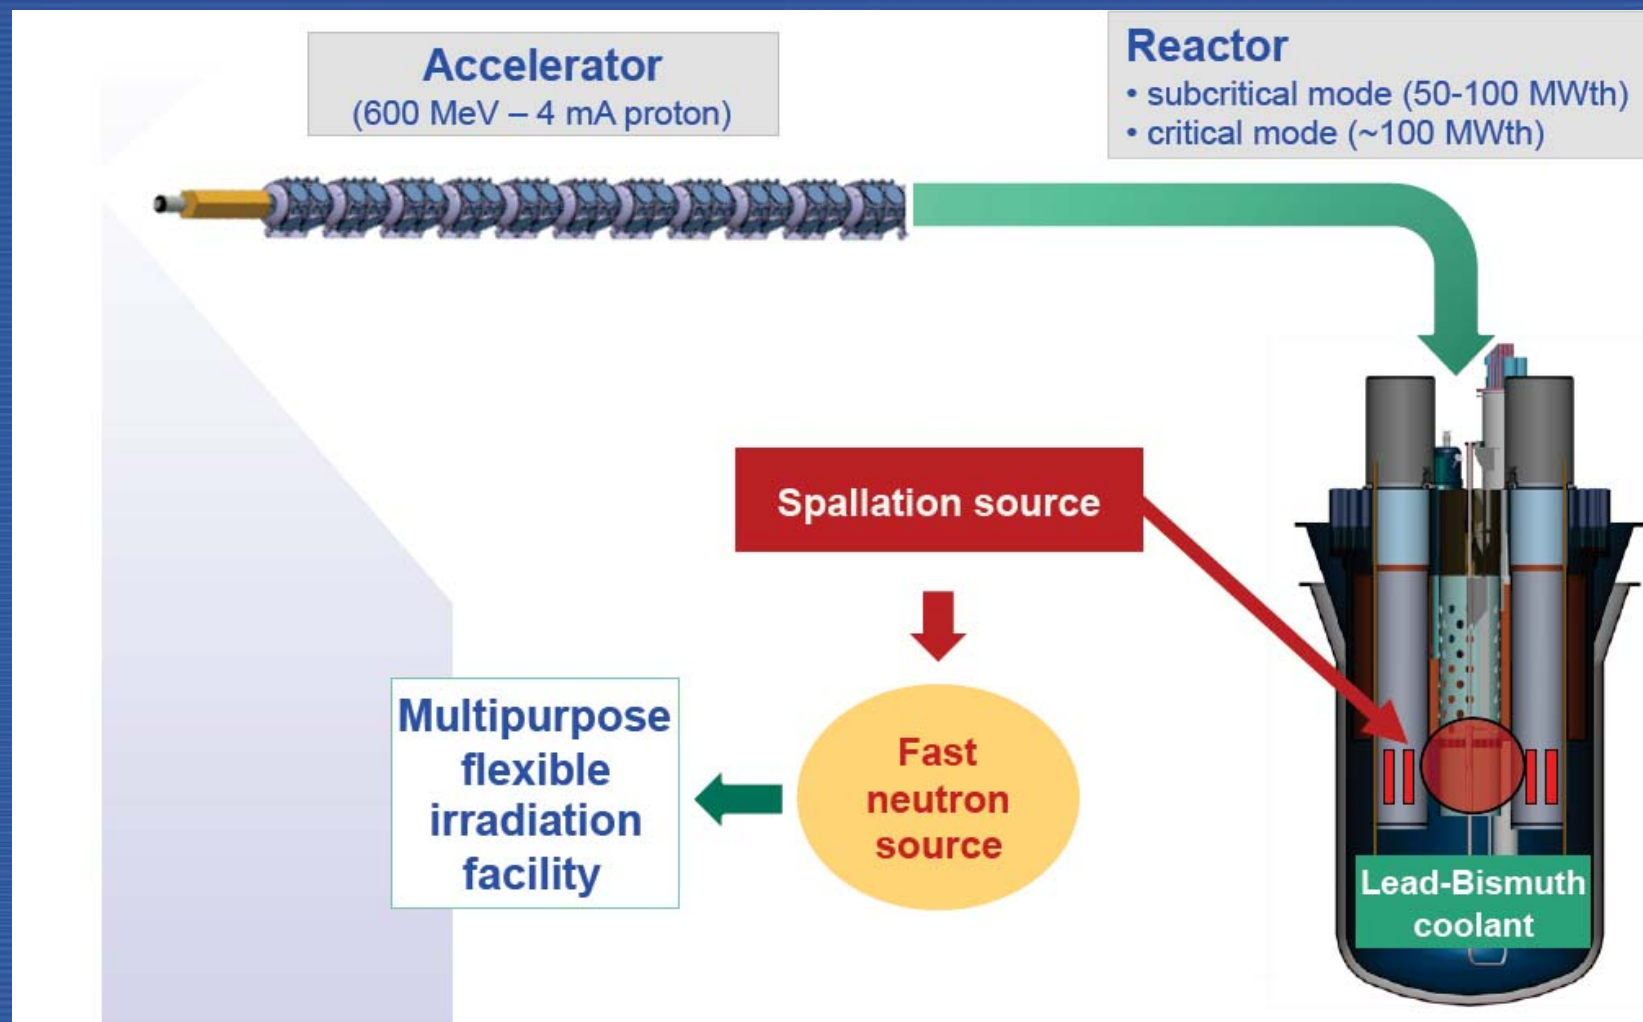 Accelerator
(600 MeV – 4 mA proton)
Reactor
• subcritical mode (50-100 MWth)
• critical mode (~100 MWth)
Spallation source
Multipurpose
flexible
irradiation
facility
Fast
neutron
source
Lead-Bismuth
coolant